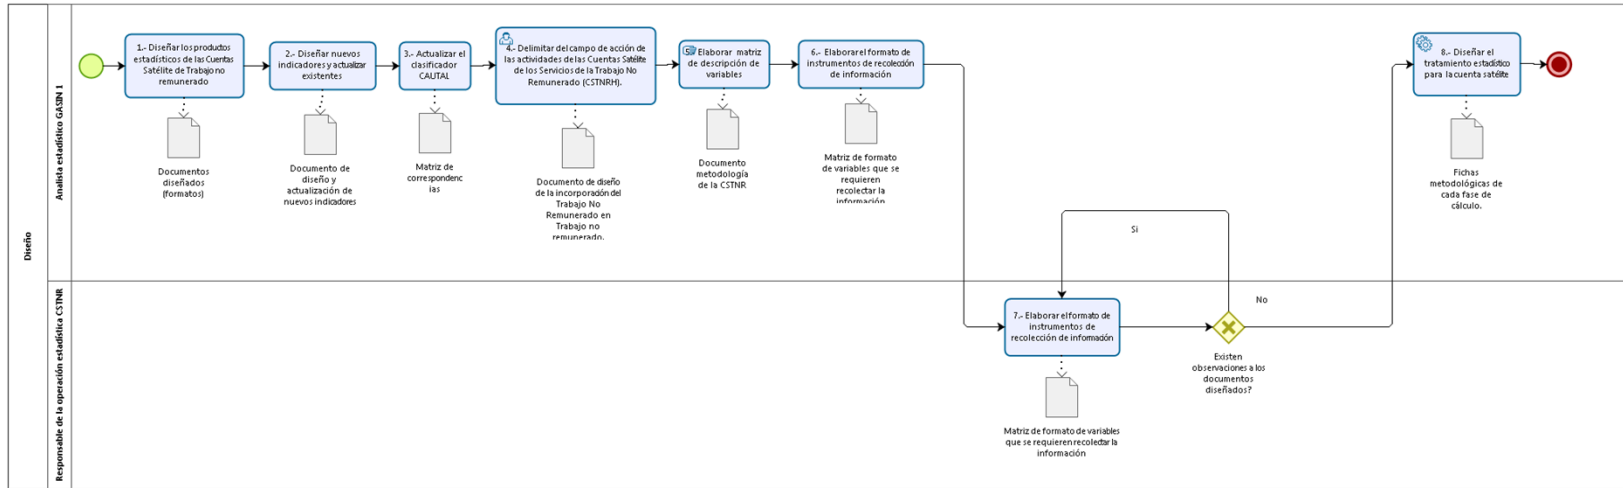 Diseño
Analista estadístico GASIN 1
1.- Diseñar los productos
estadísticos de las Cuentas
Satélite de Trabajo no
remunerado
Documentos
diseñados
(formatos)
2.- Diseñar nuevos
indicadores y actualizar
existentes
Documento de
diseño y
actualización de
nuevos indicadores
3.- Actualizar el
clasificador
CAUTAL
Matriz de
correspondenc
ias
4.- Delimitar del campo de acción de
las actividades de las Cuentas Satélite
de los Servicios de la Trabajo No
Remunerado (CSTNRH).
Documento de diseño
de la incorporación del
Trabajo No
Remunerado en
Trabajo no
remunerado.
5.- Elaborar matriz
de descripción de
variables
Documento
metodología
de la CSTNR
6.- Elaborar el formato de
instrumentos de recolección
de información
Matriz de formato
de variables que se
requieren
recolectar la
información
8.- Diseñar el
tratamiento estadístico
para la cuenta satélite
Fichas
metodológicas de
cada fase de
cálculo.
Si
No
Responsable de la operación estadística CSTNR
7.- Elaborar el formato de
instrumentos de
recolección de información
Matriz de formato de variables
que se requieren recolectar la
información
Existen
observaciones a los
documentos
diseñados?